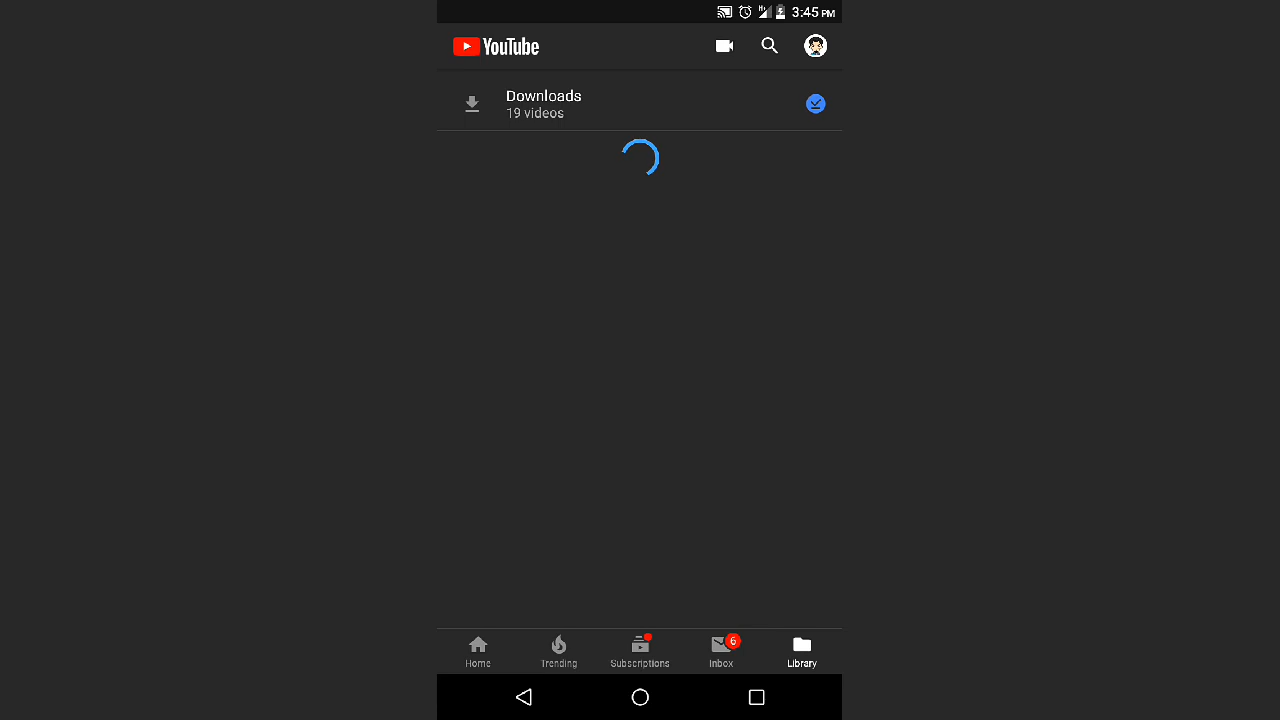 3:45 PM
YouTube
Downloads
19 videos
6
Home
Trending
Subscriptions
Inbox
Library